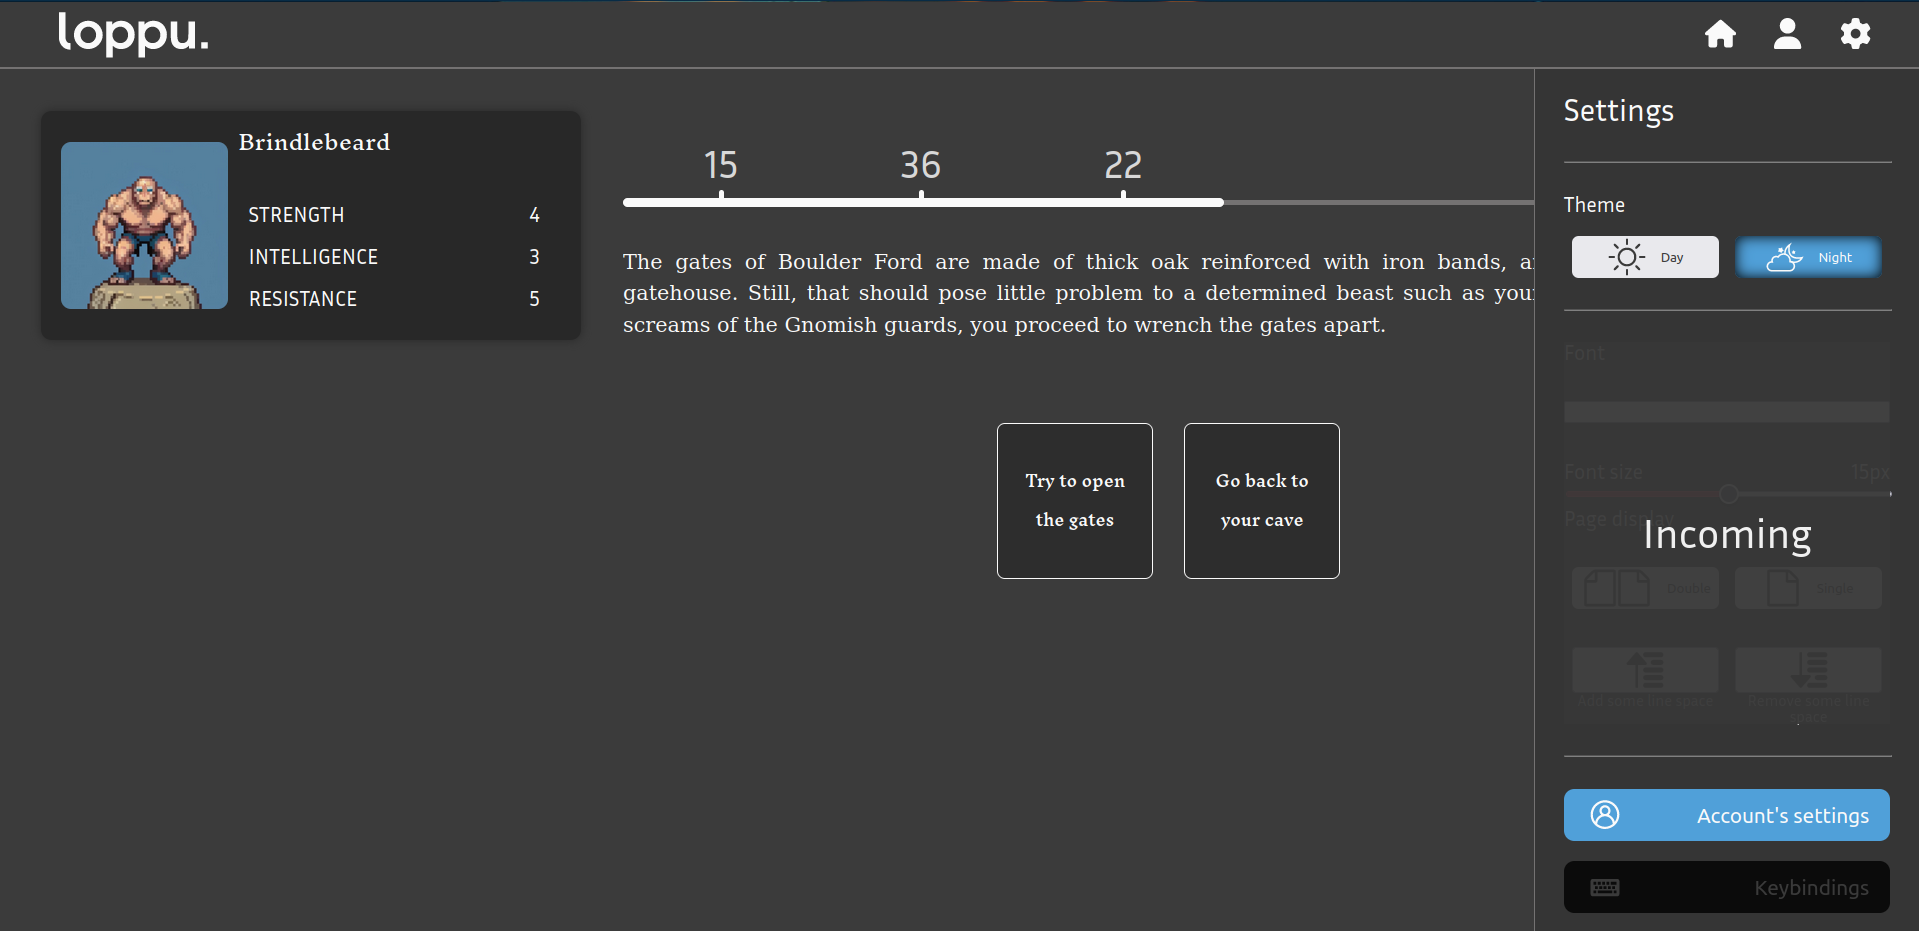 loppu.
Brindlebeard
STRENGTH 4
INTELLIGENCE 3
RESISTANCE 5
15 36 22
The gates of Boulder Ford are made of thick oak reinforced with iron bands,
gatehouse. Still, that should pose little problem to a determined beast such as
screams of the Gnomish guards, you proceed to wrench the gates apart.
Try to open
the gates
Go back to
your cave
Settings
Theme
Day
Night
Font
Font size 15px
Page display
Incoming
Double
Single
Add some line space
Remove some line
space
Account's settings
Keybindings